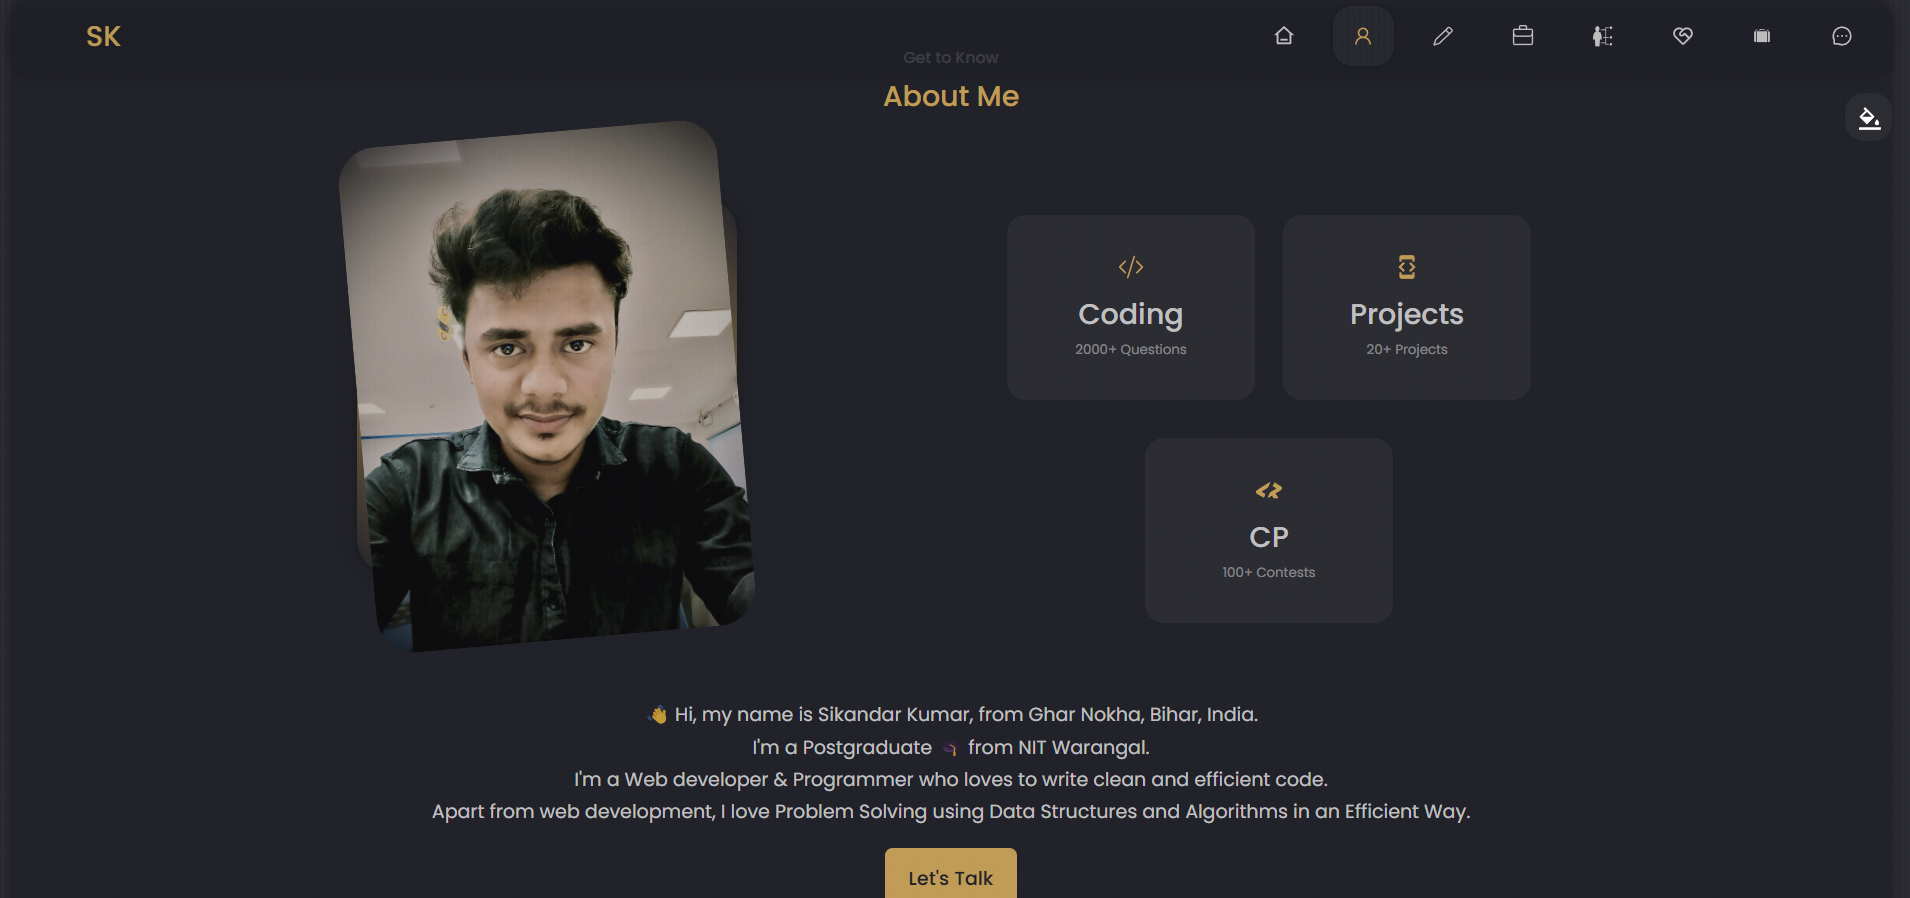 SK
Get to Know
About Me
Coding
2000+ Questions
Projects
20+ Projects
CP
100+ Contests
👋 Hi, my name is Sikandar Kumar, from Ghar Nokha, Bihar, India.
I'm a Postgraduate 🎓 from NIT Warangal.
I'm a Web developer & Programmer who loves to write clean and efficient code.
Apart from web development, I love Problem Solving using Data Structures and Algorithms in an Efficient Way.
Let's Talk